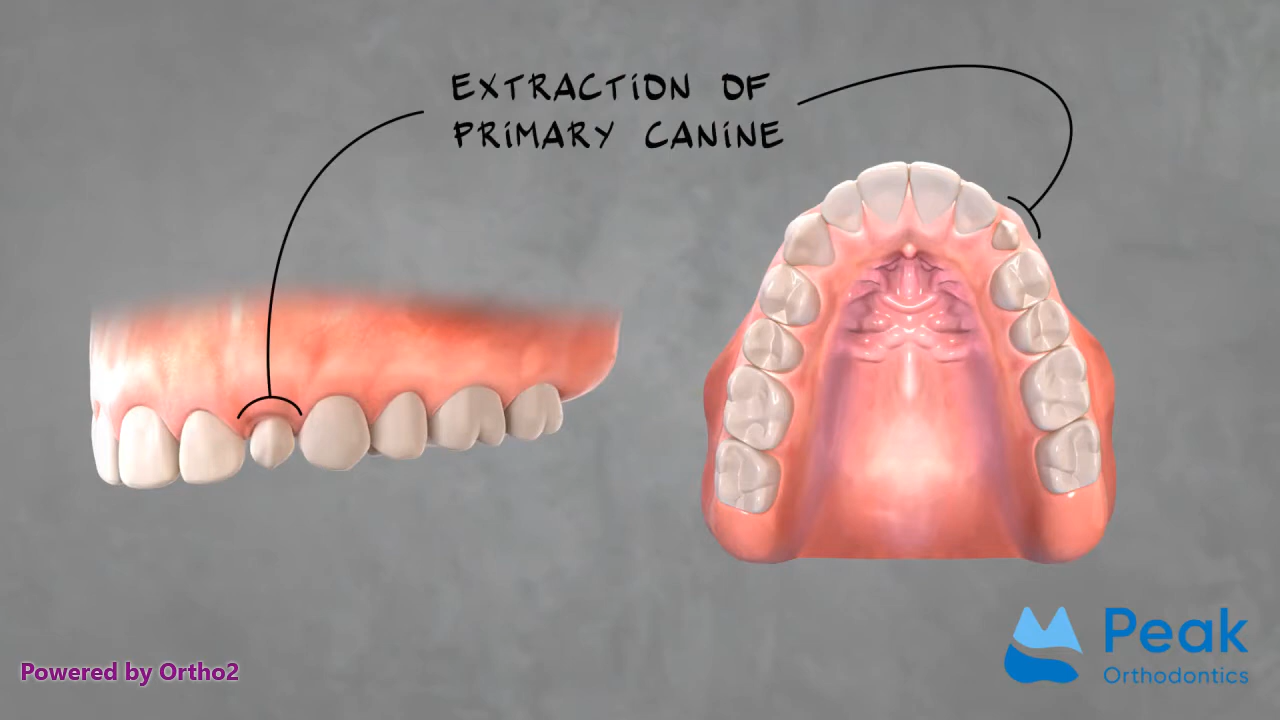 EXTRACTION OF
PRIMARY CANINE
Powered by Ortho2
Peak
Orthodontics